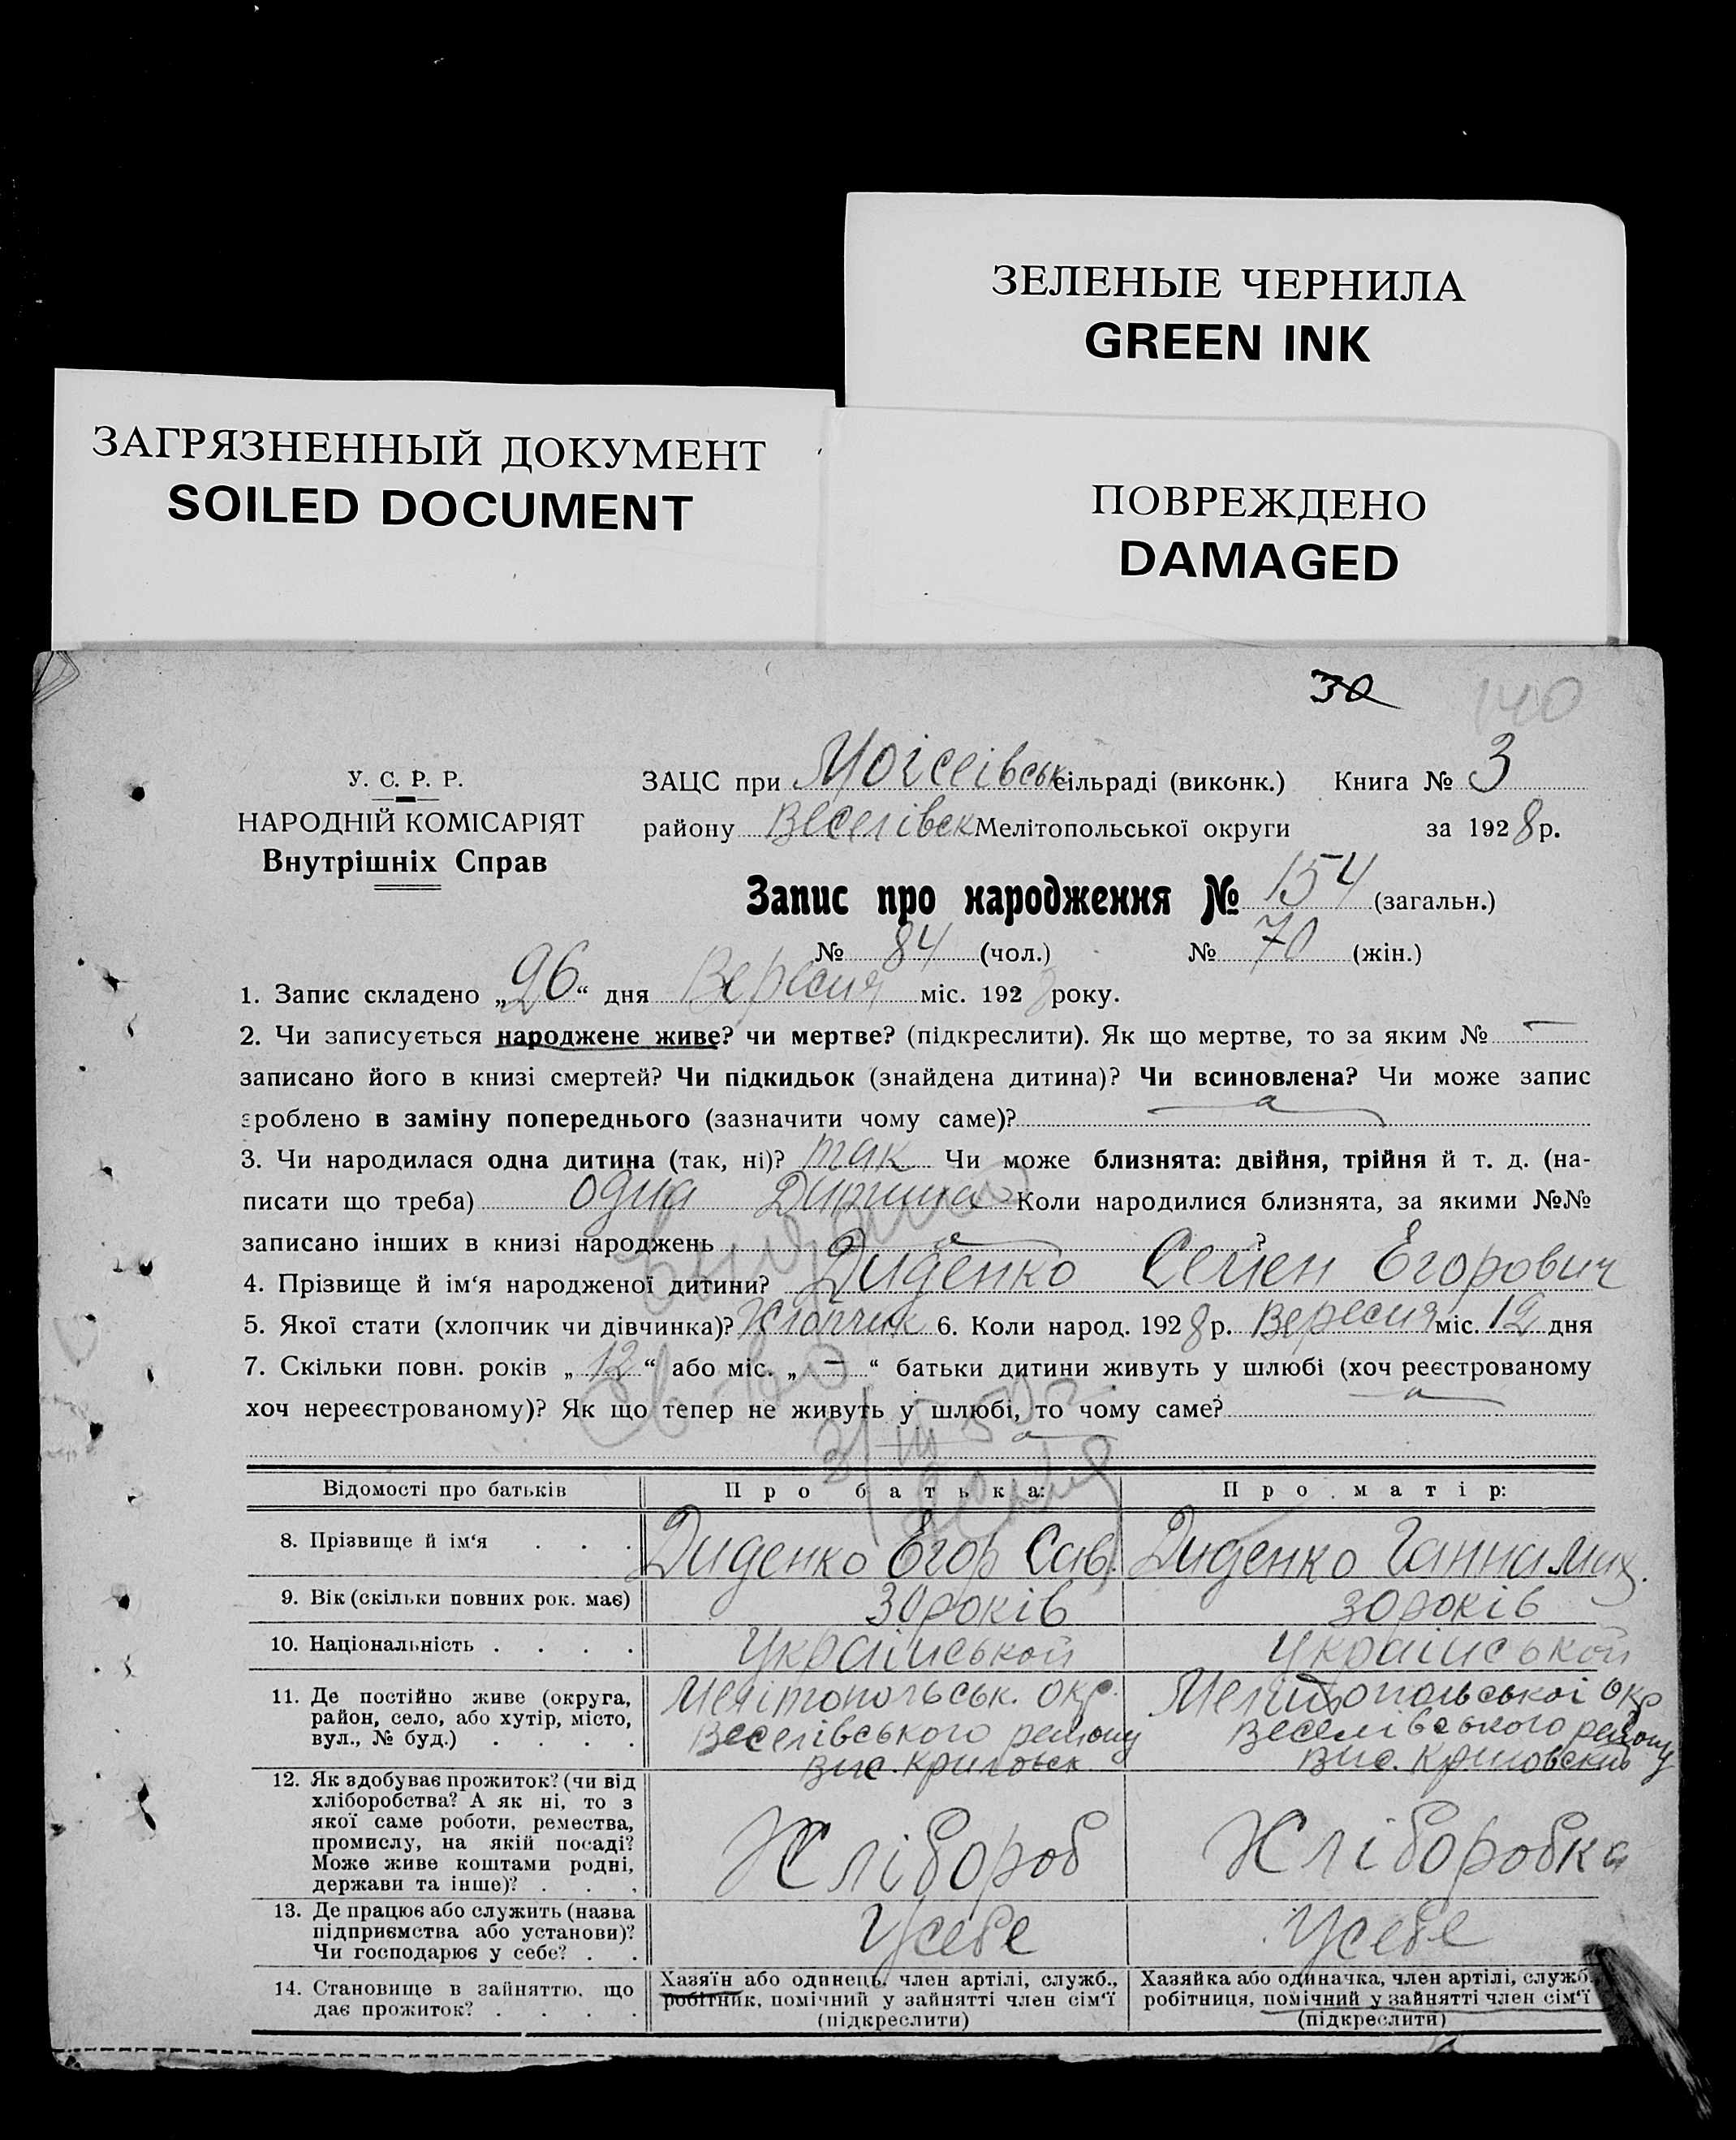 ЗЕЛЕНЫЕ ЧЕРНИЛА
GREEN INK
ЗАГРЯЗНЕННЫЙ ДОКУМЕНТ
SOILED DOCUMENT
ПОВРЕЖДЕНО
DAMAGED
30 140
У. С. Р. Р.
НАРОДНІЙ КОМІСАРІЯТ
Внутрішніх Справ
ЗАЦС при Моісеівськ сільраді (виконк.) Книга № 3
району Веселівск Мелітопольської округи за 1928 р.
Запис про народження № 154 (загальн.)
№ 84 (чол.) № 70 (жін.)
1. Запис складено „26“ дня Вересня міс. 1928 року.
2. Чи записується народжене живе? чи мертве? (підкреслити). Як що мертве, то за яким № —
записано його в книзі смертей? Чи підкидьок (знайдена дитина)? Чи всиновлена? Чи може запис
зроблено в заміну попереднього (зазначити чому саме)?
3. Чи народилася одна дитина (так, ні)? так Чи може близнята: двійня, трійня й т. д. (на-
писати що треба) одна Дитина Коли народилися близнята, за якими №№
записано інших в книзі народжень ?
4. Прізвище й ім‘я народженої дитини? Диденко Семен Егорович
5. Якої стати (хлопчик чи дівчинка)? Хлопчик 6. Коли народ. 1928 р. Вересня міс. 12 дня
7. Скільки повн. років „12“ або міс. „—“ батьки дитини живуть у шлюбі (хоч реєстрованому
хоч нереєстрованому)? Як що тепер не живуть у шлюбі, то чому саме?
Відомості про батьків Про батька: Про матір:
8. Прізвище й ім‘я . . . Диденко Егор Сав. Диденко Ганна Мих.
9. Вік (скільки повних рок. має) 30 років 30 років
10. Національність . . . . Українськой Українськой
11. Де постійно живе (округа,
район, село, або хутір, місто,
вул., № буд.) . . . .
Мелітопольськ. окр.
Веселівського району
Вис.
Мелитопольської окр
Веселівського району
Вис.
12. Як здобуває прожиток? (чи від
хліборобства? А як ні, то з
якої саме роботи, ремества,
промислу, на якій посаді?
Може живе коштами родні,
держави та інше)? . . .
Хлібороб Хліборобка
13. Де працює або служить (назва
підприємства або установи)?
Чи господарює у себе? . .
Усебе Усебе
14. Становище в зайняттю, що
дає прожиток? . . . .
Хазяїн або одинець, член артілі, служб.,
робітник, помічний у зайнятті член сім‘ї
(підкреслити)
Хазяйка або одиначка, член артілі, служб.
робітниця, помічний у зайнятті член сім‘ї
(підкреслити)